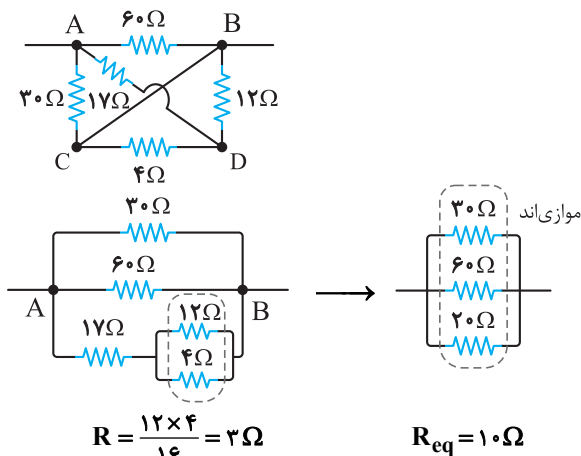 ۶۰Ω
A B
۳۰Ω ۱۷Ω ۱۲Ω
C D
۴Ω
۳۰Ω
۶۰Ω
A B
۱۷Ω ۱۲Ω
۴Ω
R = ۱۲ × ۴ / ۱۶ = ۳Ω
موازی‌اند
۳۰Ω
۶۰Ω
۲۰Ω
Req = ۱۰Ω